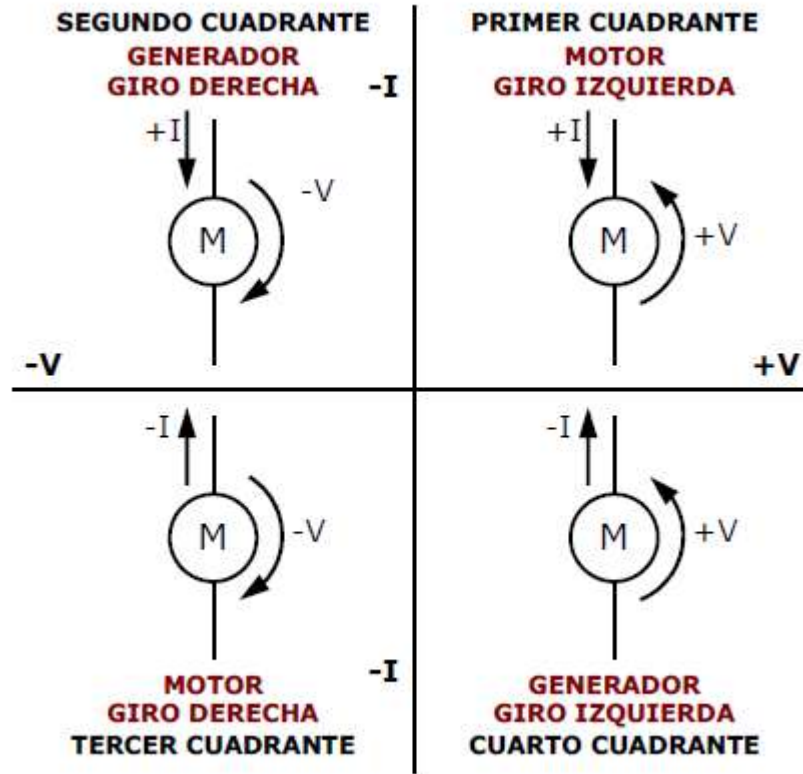 SEGUNDO CUADRANTE
GENERADOR
GIRO DERECHA
-I
PRIMER CUADRANTE
MOTOR
GIRO IZQUIERDA
+I
-V
M
+I
+V
M
-V
+V
-I
-V
M
-I
+V
M
MOTOR
GIRO DERECHA
TERCER CUADRANTE
-I
GENERADOR
GIRO IZQUIERDA
CUARTO CUADRANTE